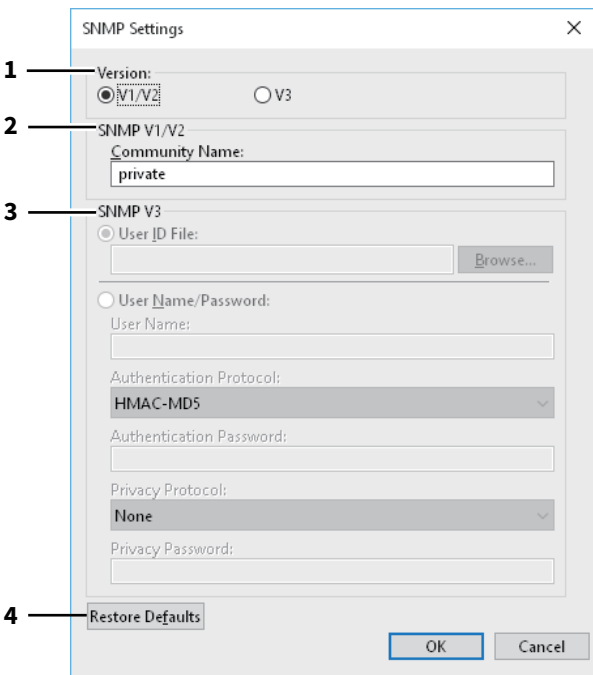 SNMP Settings
1 Version:
V1/V2 V3
2 SNMP V1/V2
Community Name:
private
3 SNMP V3
User ID File:
Browse...
User Name/Password:
User Name:
Authentication Protocol:
HMAC-MD5
Authentication Password:
Privacy Protocol:
None
Privacy Password:
4 Restore Defaults
OK Cancel